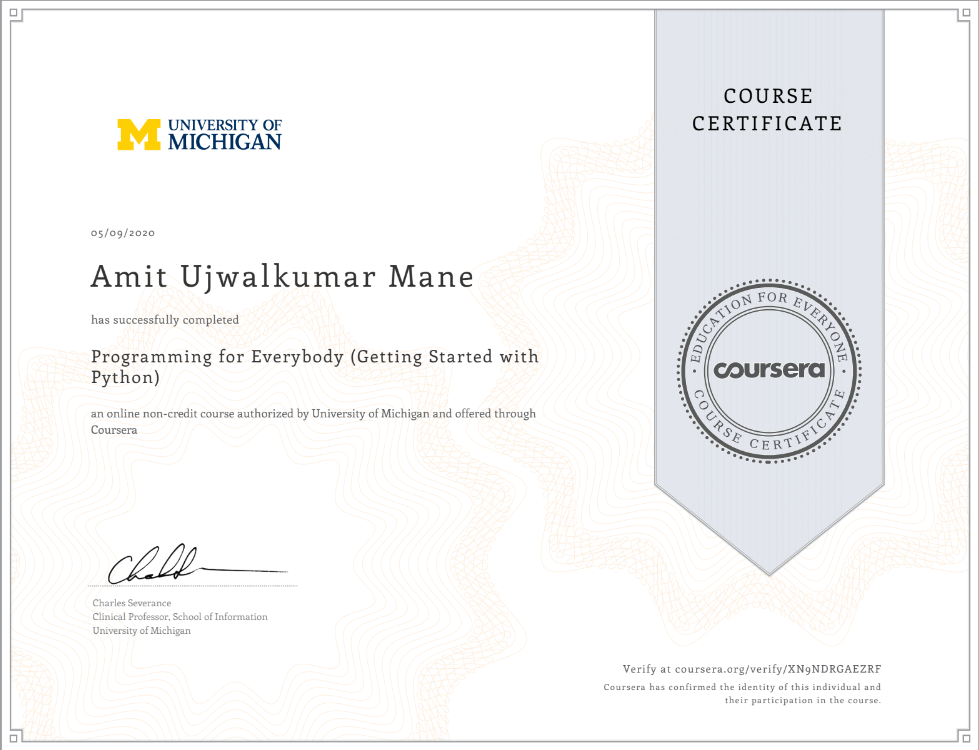 COURSE
CERTIFICATE
UNIVERSITY OF
MICHIGAN
05/09/2020
Amit Ujwalkumar Mane
has successfully completed
Programming for Everybody (Getting Started with
Python)
an online non-credit course authorized by University of Michigan and offered through
Coursera
EDUCATION FOR EVERYONE
coursera
COURSE CERTIFICATE
Charles Severance
Clinical Professor, School of Information
University of Michigan
Verify at coursera.org/verify/XN9NDRGAEZRF
Coursera has confirmed the identity of this individual and
their participation in the course.